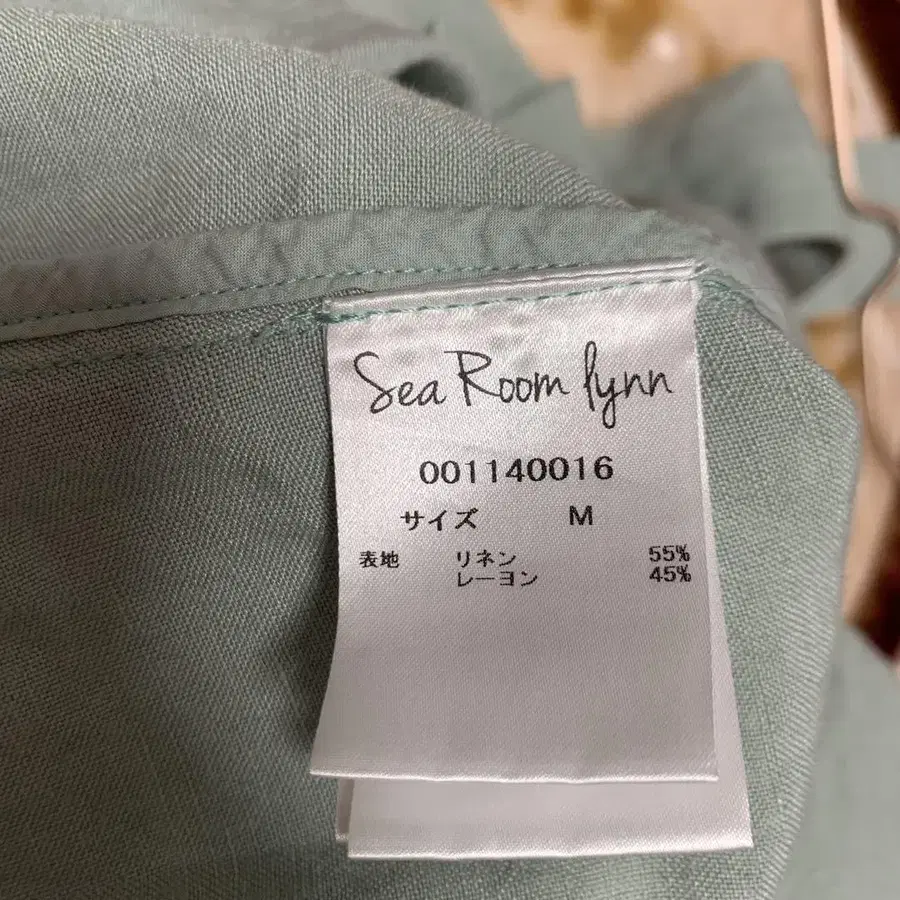 Sea Room lynn
001140016
サイズ M
表地 リネン 55%
レーヨン 45%